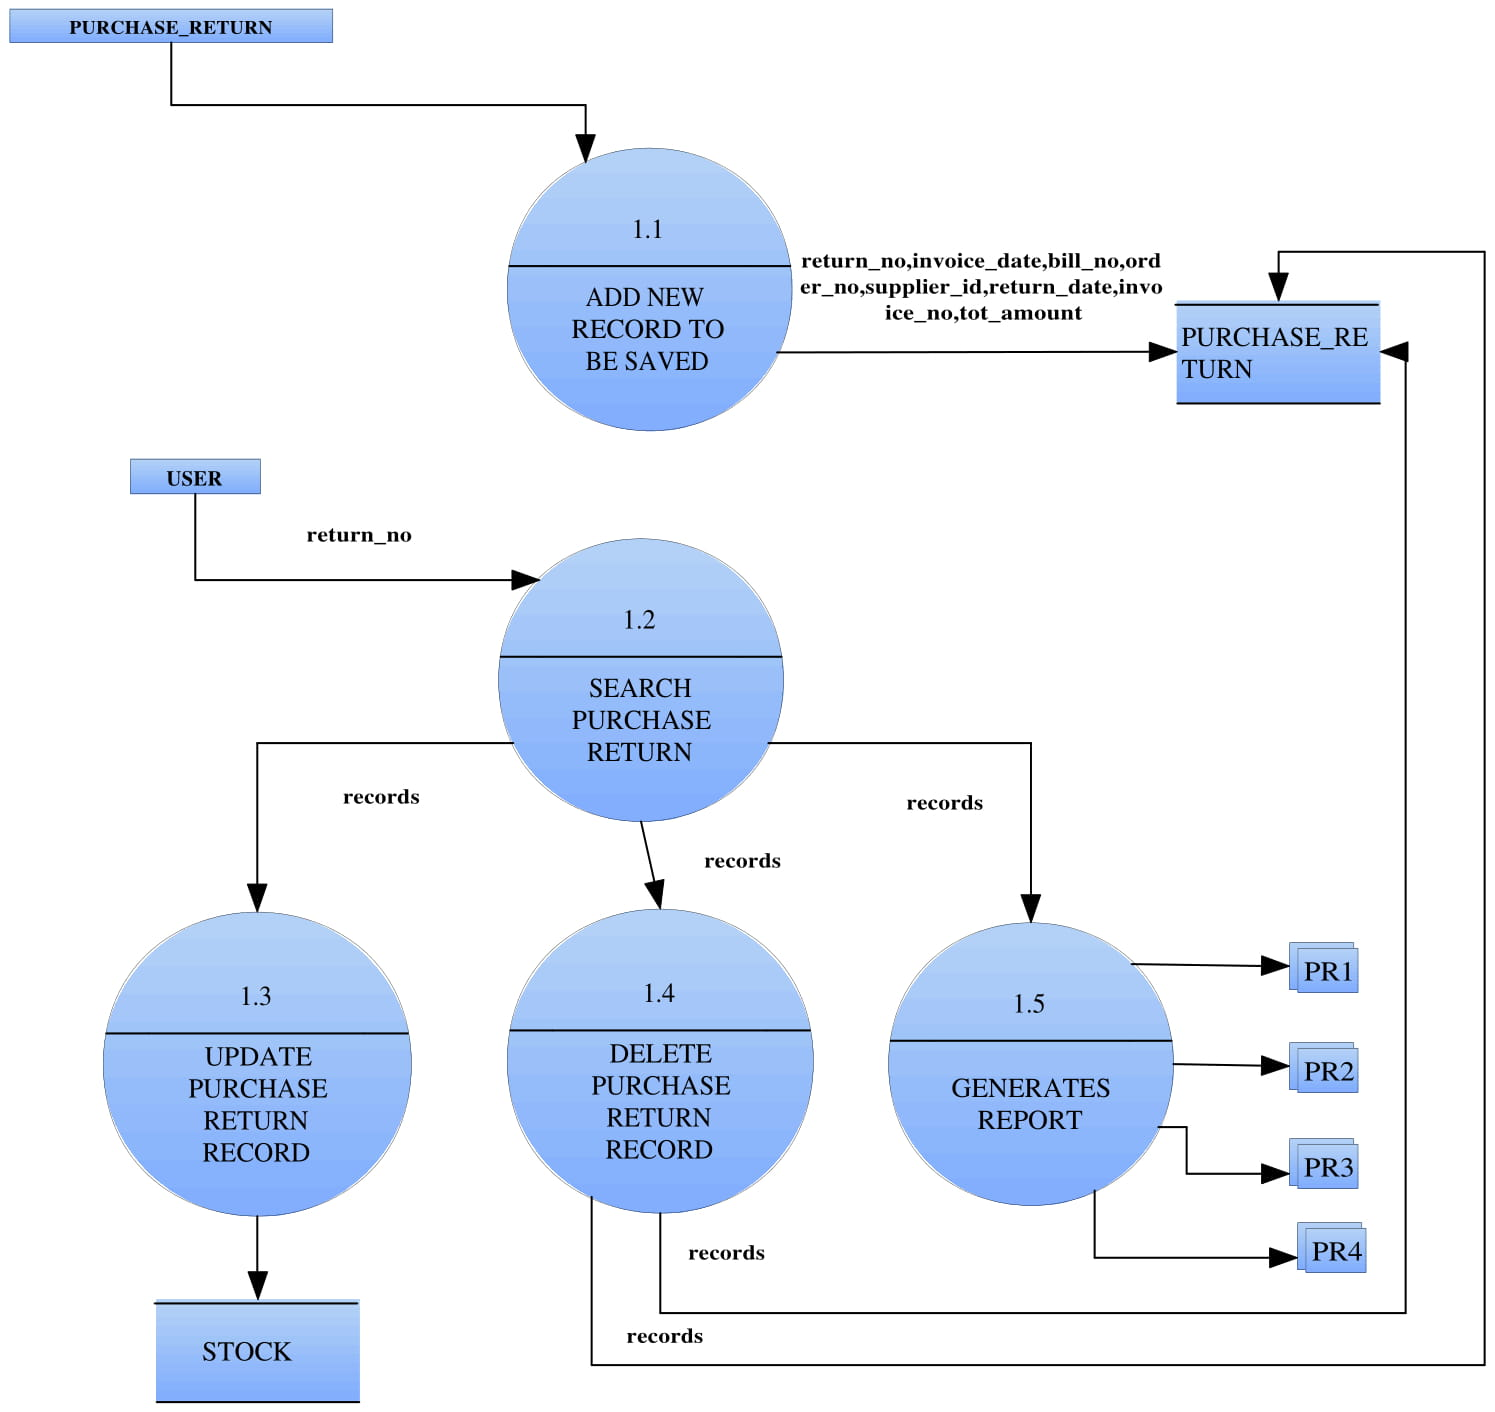 PURCHASE_RETURN
1.1
ADD NEW
RECORD TO
BE SAVED
return_no,invoice_date,bill_no,ord
er_no,supplier_id,return_date,invo
ice_no,tot_amount
PURCHASE_RE
TURN
USER
return_no
1.2
SEARCH
PURCHASE
RETURN
records
records
records
1.3
UPDATE
PURCHASE
RETURN
RECORD
1.4
DELETE
PURCHASE
RETURN
RECORD
1.5
GENERATES
REPORT
PR1
PR2
PR3
PR4
records
records
STOCK